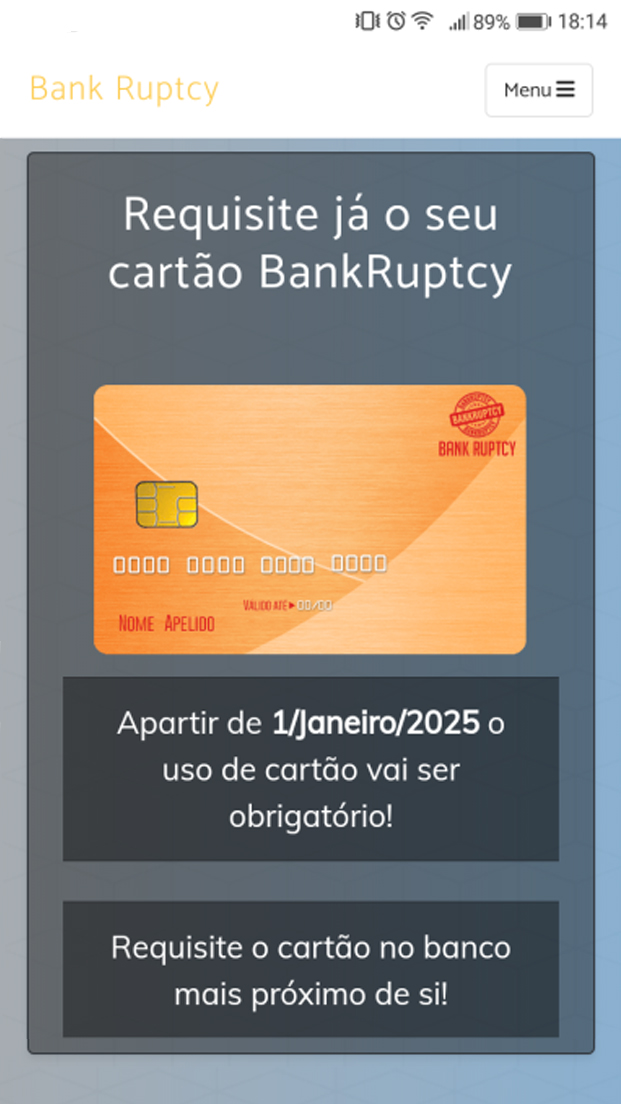 89% 18:14
Bank Ruptcy
Menu
Requisite já o seu
cartão BankRuptcy
BANKRUPTCY
BANK RUPTCY
0000 0000 0000 0000
VÁLIDO ATÉ 00/00
NOME APELIDO
Apartir de 1/Janeiro/2025 o
uso de cartão vai ser
obrigatório!
Requisite o cartão no banco
mais próximo de si!